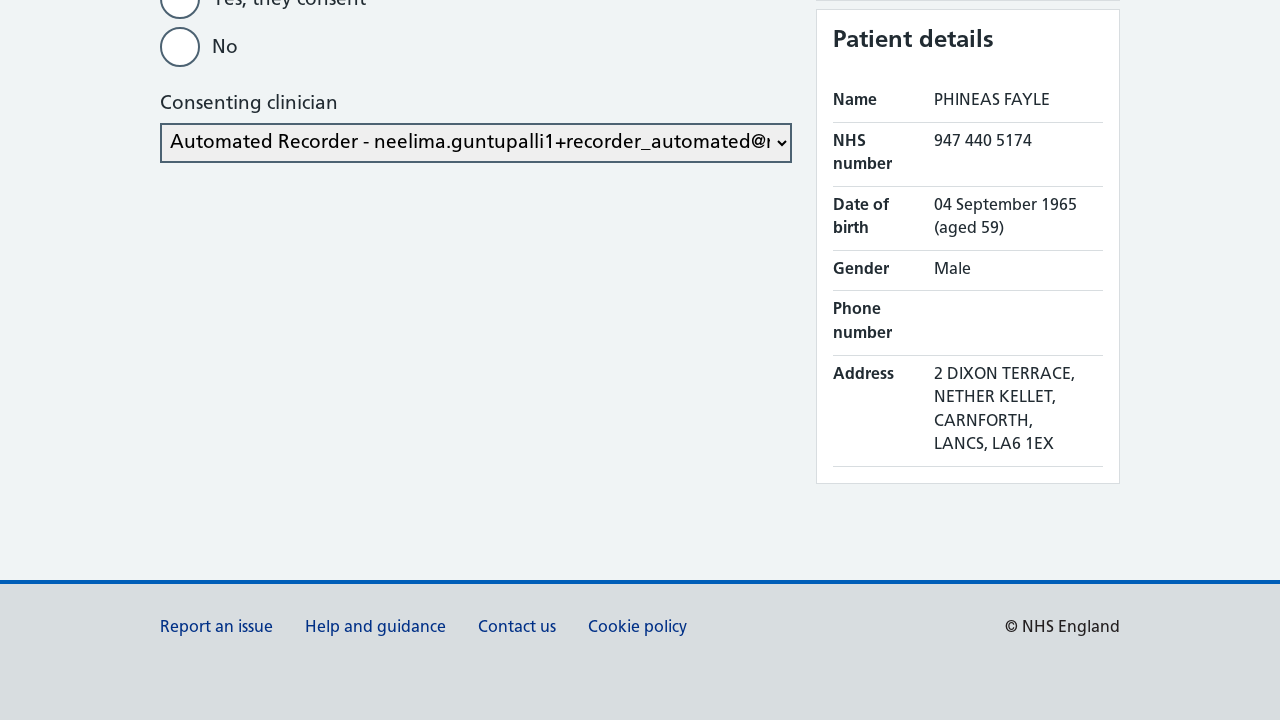 Yes, they consent
No
Consenting clinician
Automated Recorder - neelima.guntupalli1+recorder_automated@r
Patient details
Name PHINEAS FAYLE
NHS number 947 440 5174
Date of birth 04 September 1965 (aged 59)
Gender Male
Phone number
Address 2 DIXON TERRACE,
NETHER KELLET,
CARNFORTH,
LANCS, LA6 1EX
Report an issue Help and guidance Contact us Cookie policy © NHS England